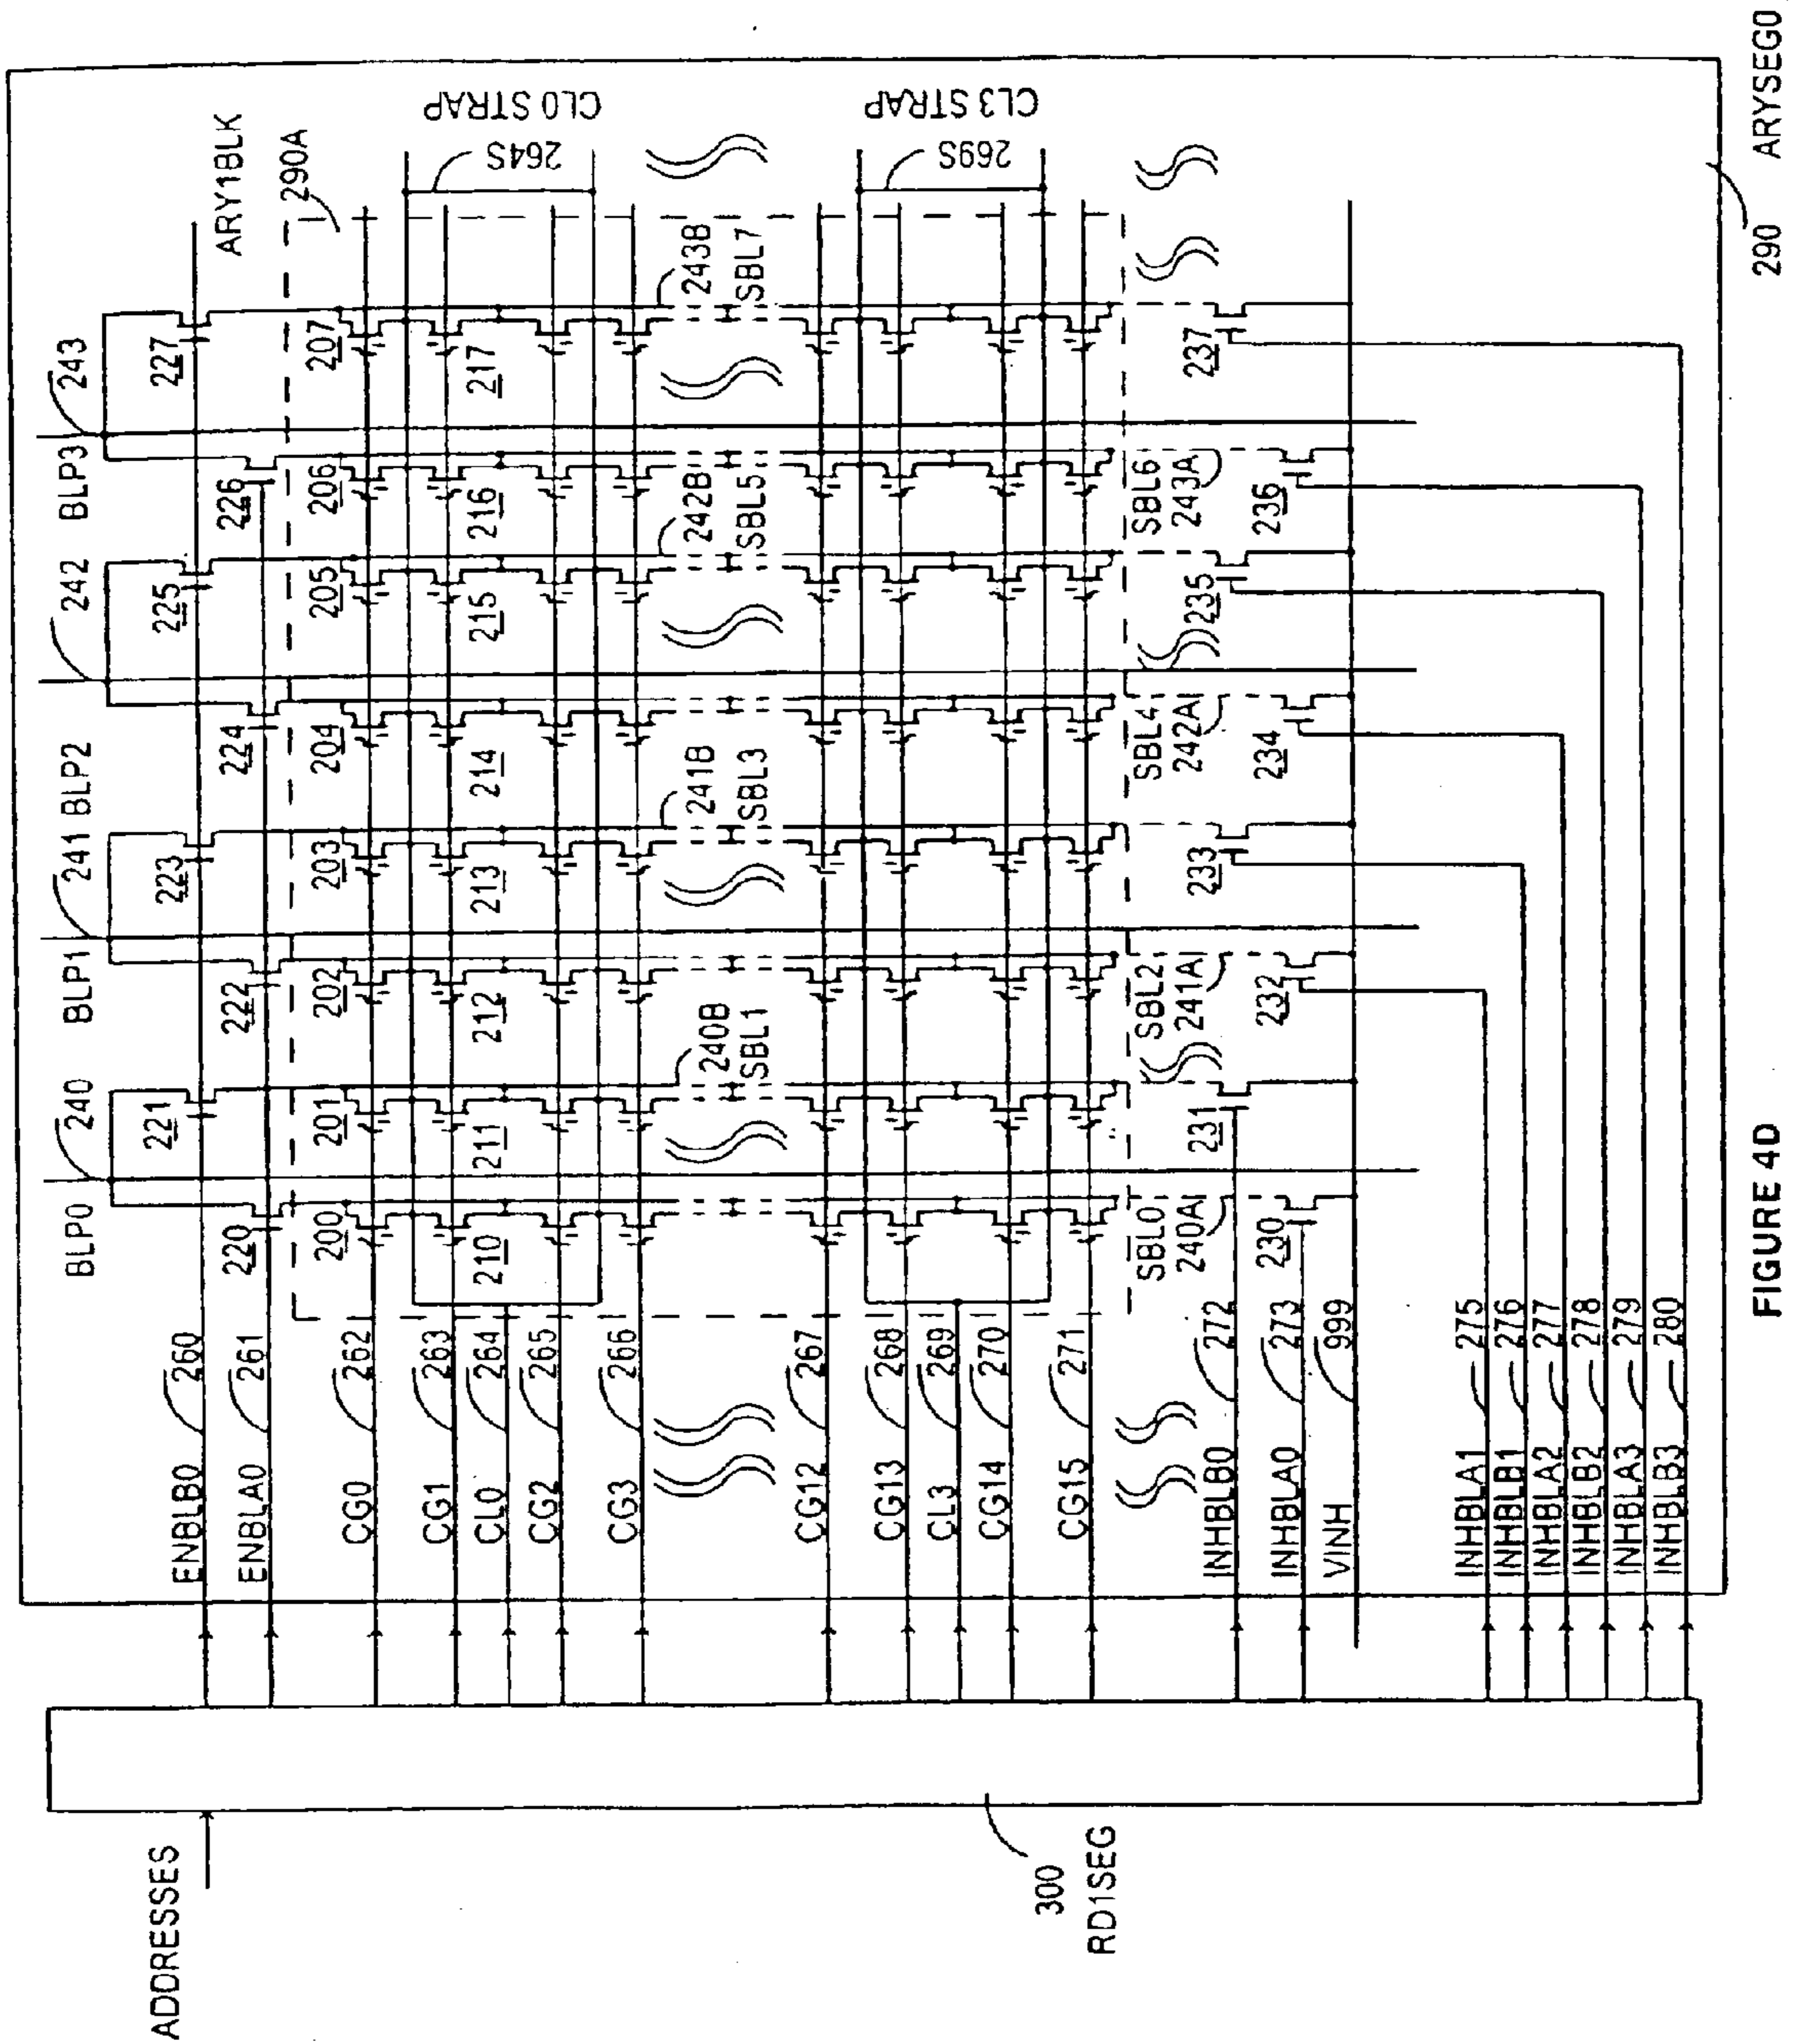 ADDRESSES
300
RD1SEG
BLP0
240
BLP1
241
BLP2
242
BLP3
243
221
223
225
227
220
222
224
226
ARY1BLK
290A
ENBLB0
260
ENBLA0
261
CG0
262
200
201
202
203
204
205
206
207
CG1
263
CL0
264
210
211
212
213
214
215
216
217
CL0 STRAP
264S
CG2
265
CG3
266
240B
SBL1
241B
SBL3
242B
SBL5
243B
SBL7
CG12
267
CG13
268
CL3
269
CL3 STRAP
269S
CG14
270
CG15
271
SBL0
240A
SBL2
241A
SBL4
242A
SBL6
243A
INHBLB0
272
231
233
235
237
INHBLA0
273
230
232
234
236
VINH
999
INHBLA1
275
INHBLB1
276
INHBLA2
277
INHBLB2
278
INHBLA3
279
INHBLB3
280
290
ARYSEG0
FIGURE 4D